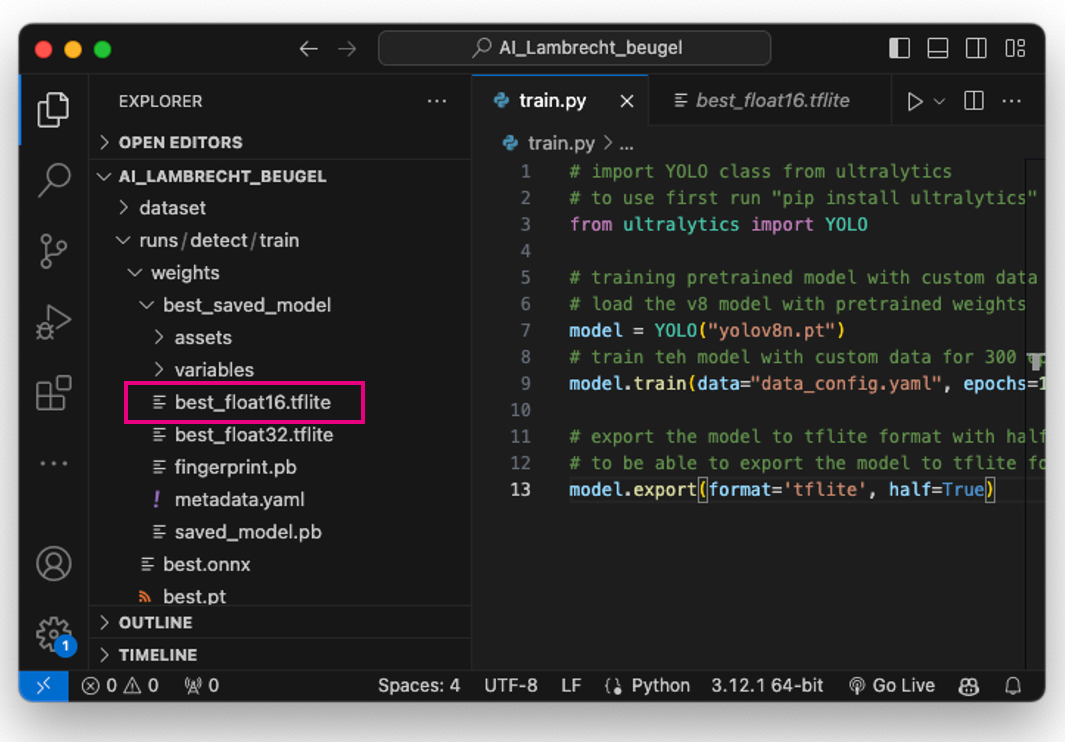 AI_Lambrecht_beugel
EXPLORER
OPEN EDITORS
AI_LAMBRECHT_BEUGEL
dataset
runs/detect/train
weights
best_saved_model
assets
variables
best_float16.tflite
best_float32.tflite
fingerprint.pb
metadata.yaml
saved_model.pb
best.onnx
best.pt
OUTLINE
TIMELINE
train.py
best_float16.tflite
train.py > ...
1 # import YOLO class from ultralytics
2 # to use first run "pip install ultralytics"
3 from ultralytics import YOLO
4
5 # training pretrained model with custom data
6 # load the v8 model with pretrained weights
7 model = YOLO("yolov8n.pt")
8 # train teh model with custom data for 300
9 model.train(data="data_config.yaml", epochs=1
10
11 # export the model to tflite format with half
12 # to be able to export the model to tflite fo
13 model.export(format='tflite', half=True)
1
0 0 0 Spaces: 4 UTF-8 LF Python 3.12.1 64-bit Go Live